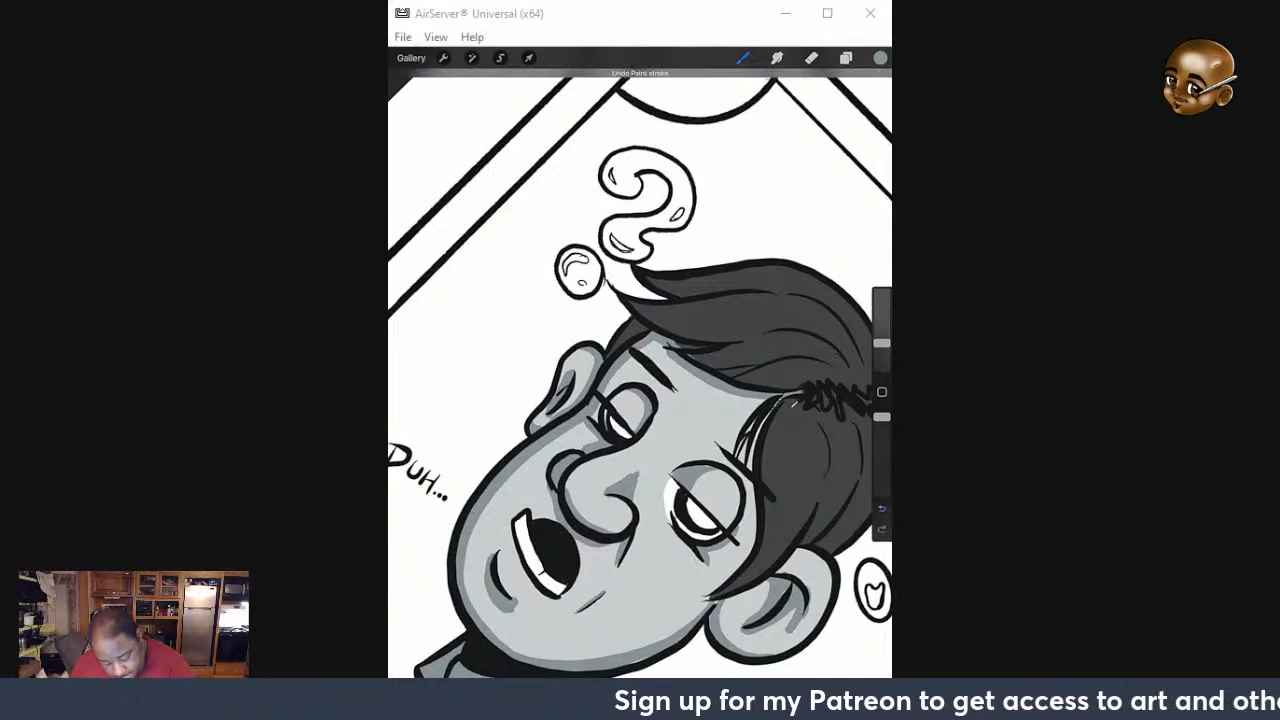 AirServer® Universal (x64)
File View Help
Gallery
Undo Paint stroke
DUH...
Sign up for my Patreon to get access to art and othe